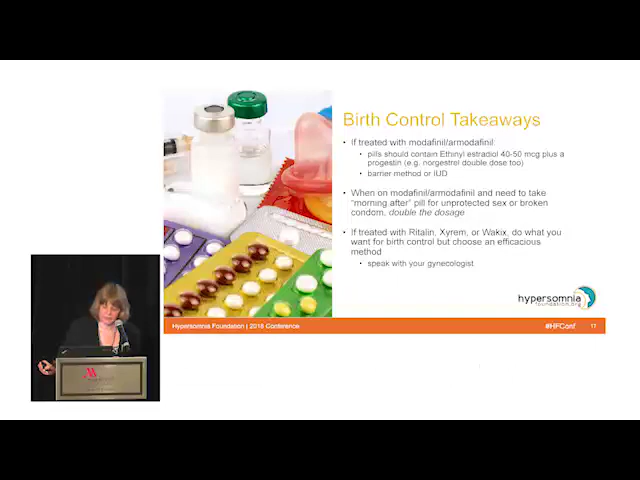 Birth Control Takeaways
• If treated with modafinil/armodafinil:
• pills should contain Ethinyl estradiol 40-50 mcg plus a
progestin (e.g. norgestrel double dose too)
• barrier method or IUD
• When on modafinil/armodafinil and need to take
"morning after" pill for unprotected sex or broken
condom, double the dosage
• If treated with Ritalin, Xyrem, or Wakix, do what you
want for birth control but choose an efficacious
method
• speak with your gynecologist
hypersomnia
foundation.org
Hypersomnia Foundation | 2018 Conference
#HFConf
17